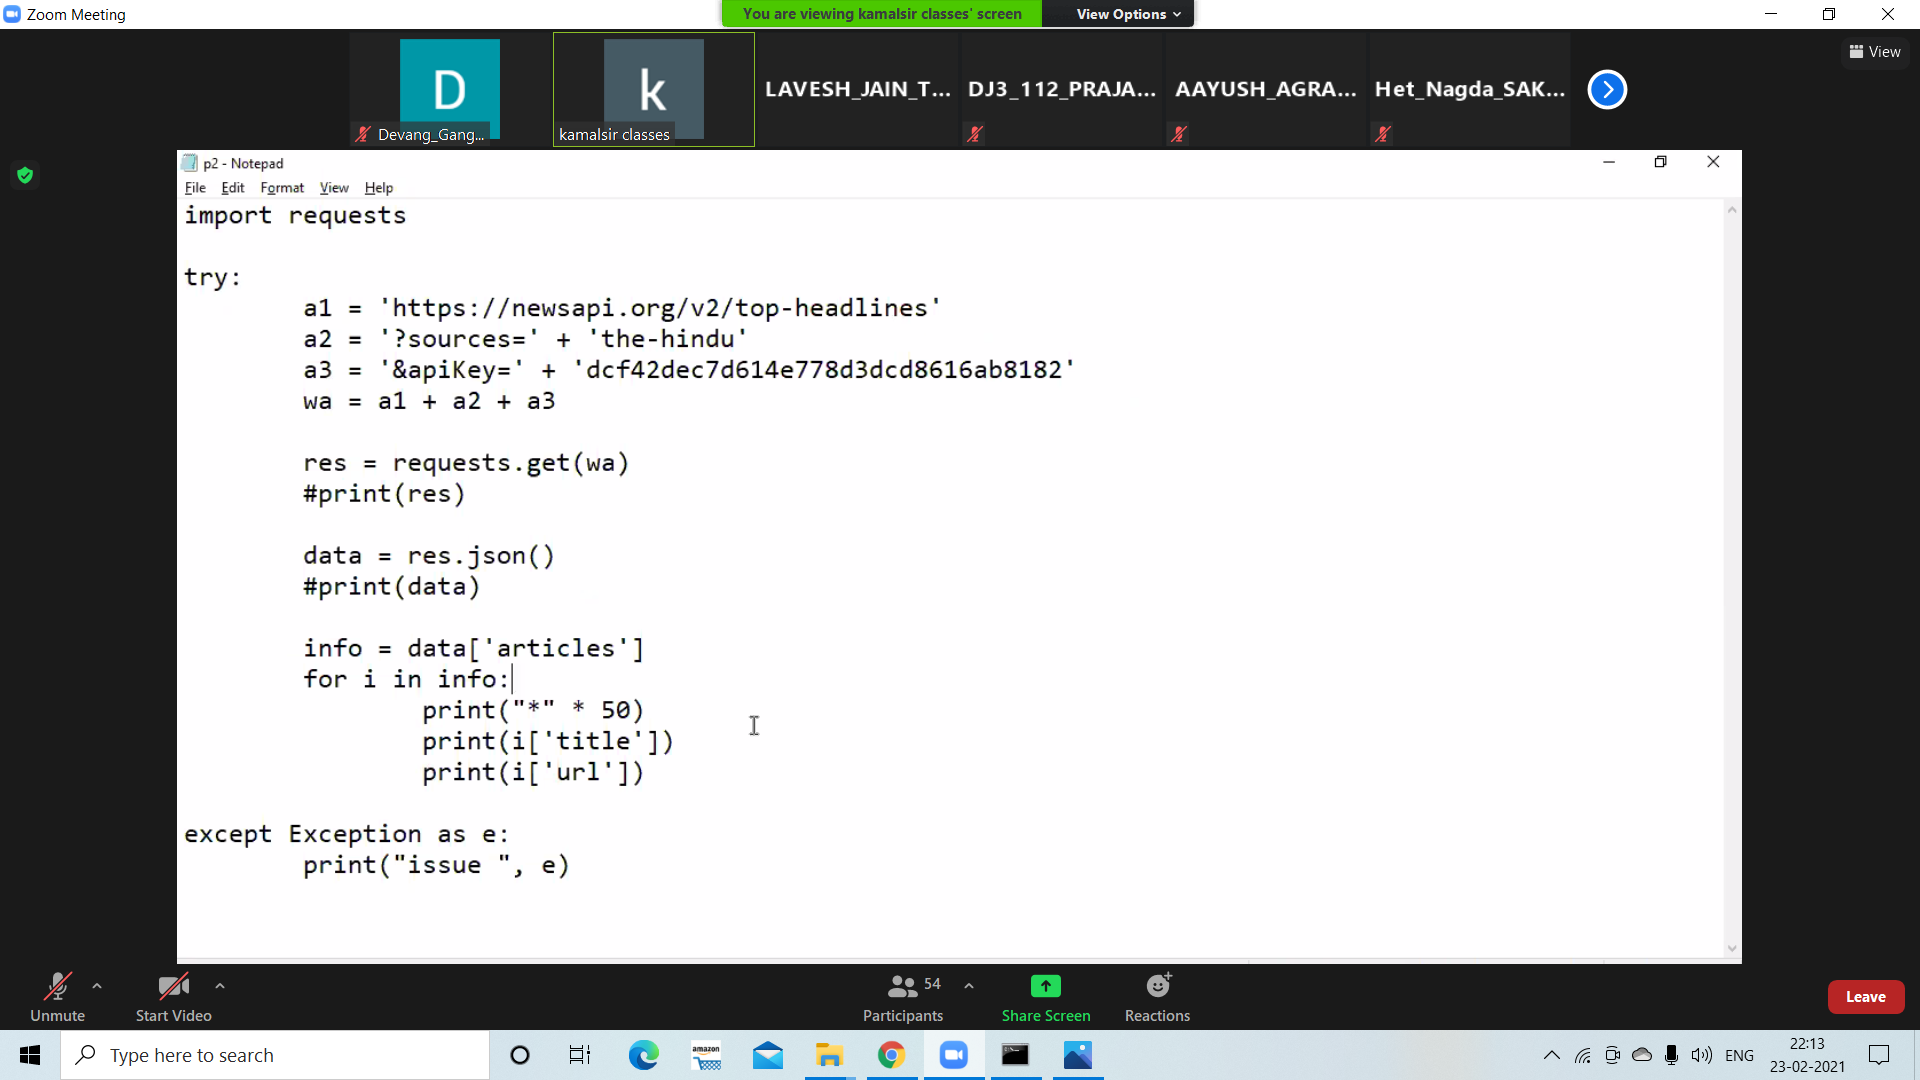 Zoom Meeting
You are viewing kamalsir classes' screen
View Options
View
D
k
LAVESH_JAIN_T...
DJ3_112_PRAJA...
AAYUSH_AGRA...
Het_Nagda_SAK...
Devang_Gang...
kamalsir classes
p2 - Notepad
File Edit Format View Help
import requests
try:
a1 = 'https://newsapi.org/v2/top-headlines'
a2 = '?sources=' + 'the-hindu'
a3 = '&apiKey=' + 'dcf42dec7d614e778d3dcd8616ab8182'
wa = a1 + a2 + a3
res = requests.get(wa)
#print(res)
data = res.json()
#print(data)
info = data['articles']
for i in info:
print("*" * 50)
print(i['title'])
print(i['url'])
except Exception as e:
print("issue ", e)
Unmute
Start Video
54
Participants
Share Screen
Reactions
Leave
Type here to search
amazon
ENG
22:13
23-02-2021